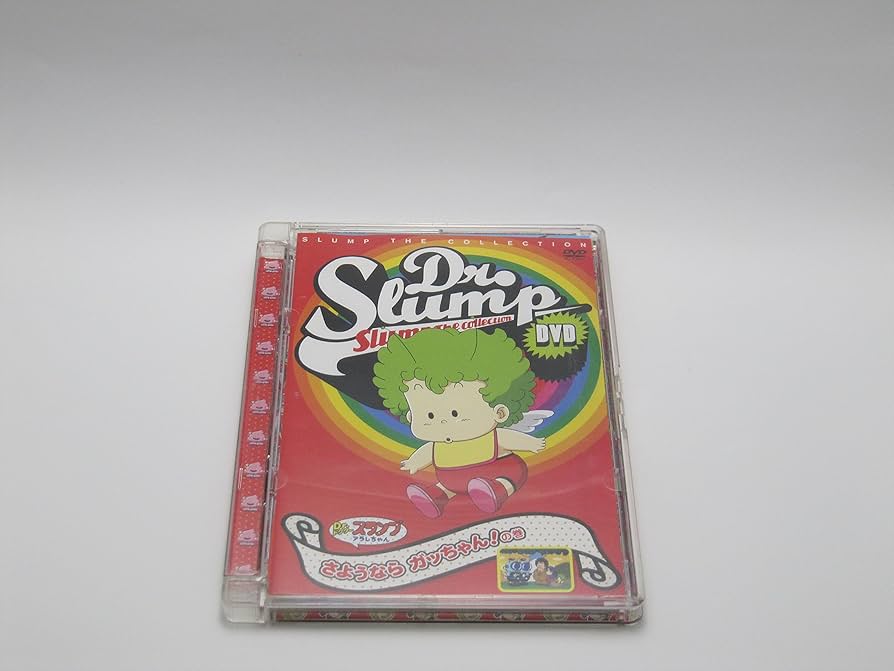 SLUMP THE COLLECTION
DVD
Dr.
Slump
Slump the collection
DVD
Dr.スランプ
アラレちゃん
さようなら ガッちゃん!の巻